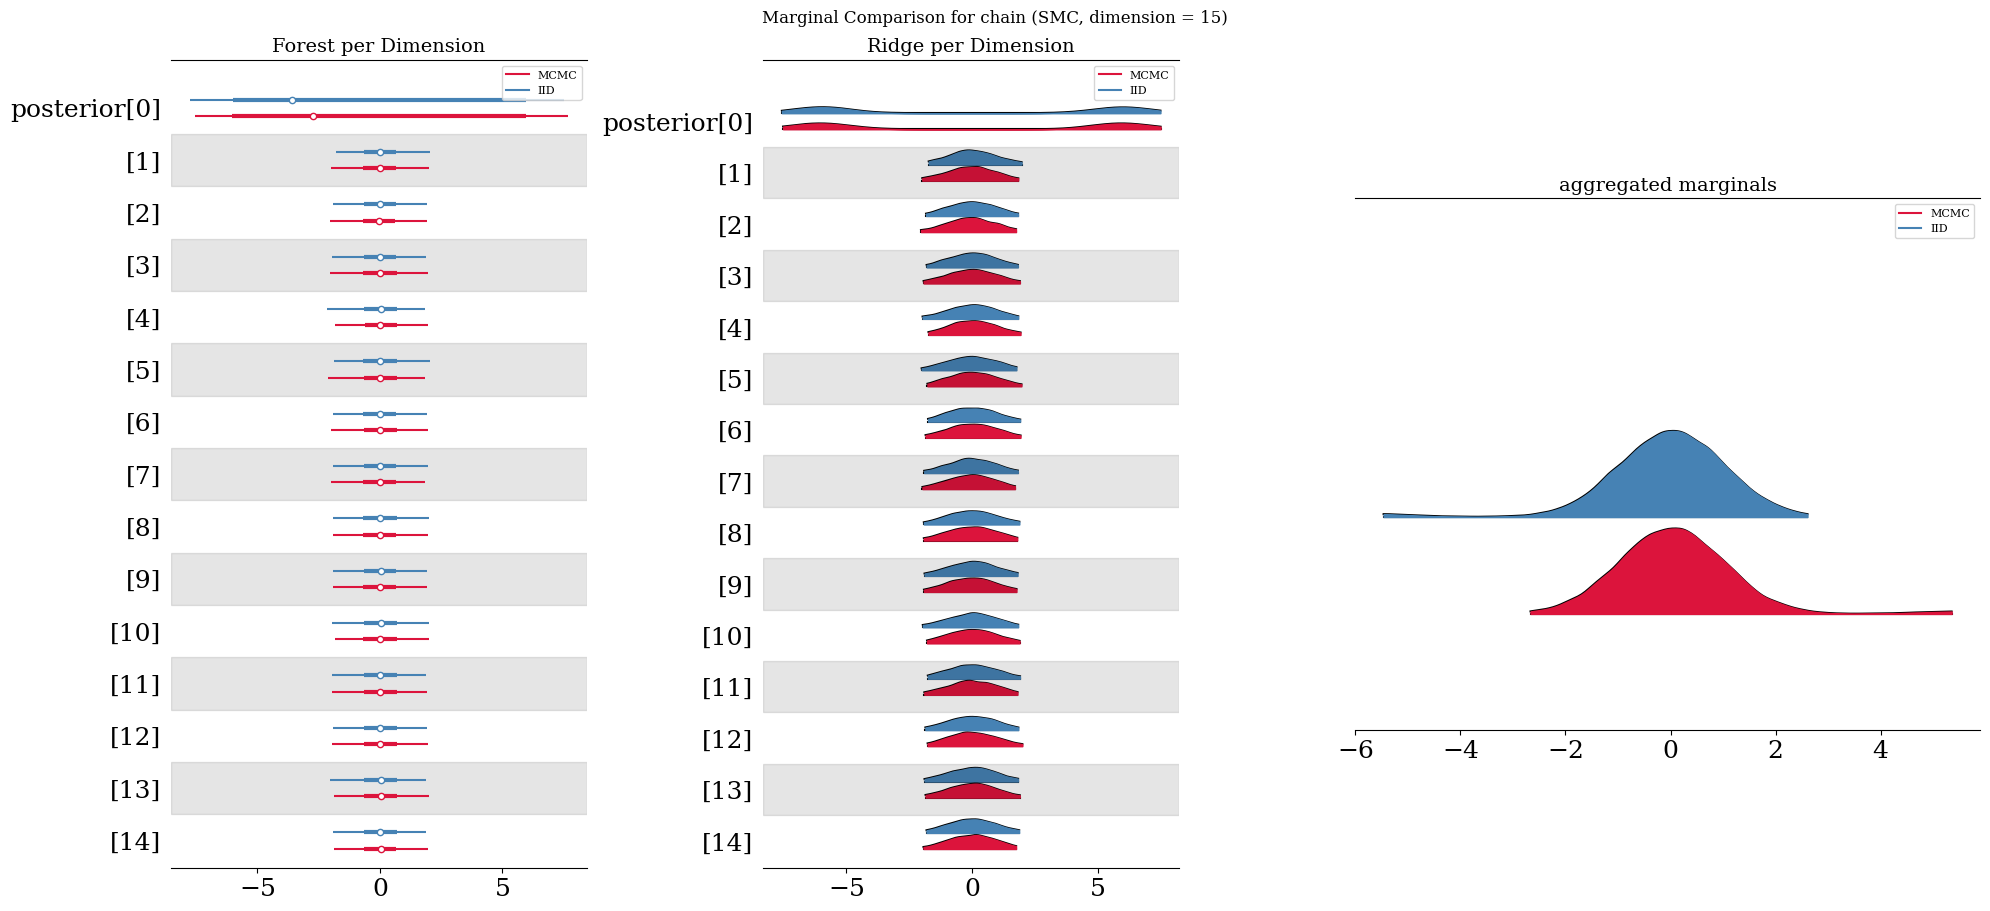 Marginal Comparison for chain (SMC, dimension = 15)
Forest per Dimension
MCMC
IID
posterior[0]
[1]
[2]
[3]
[4]
[5]
[6]
[7]
[8]
[9]
[10]
[11]
[12]
[13]
[14]
−5 0 5
Ridge per Dimension
MCMC
IID
posterior[0]
[1]
[2]
[3]
[4]
[5]
[6]
[7]
[8]
[9]
[10]
[11]
[12]
[13]
[14]
−5 0 5
aggregated marginals
MCMC
IID
−6 −4 −2 0 2 4